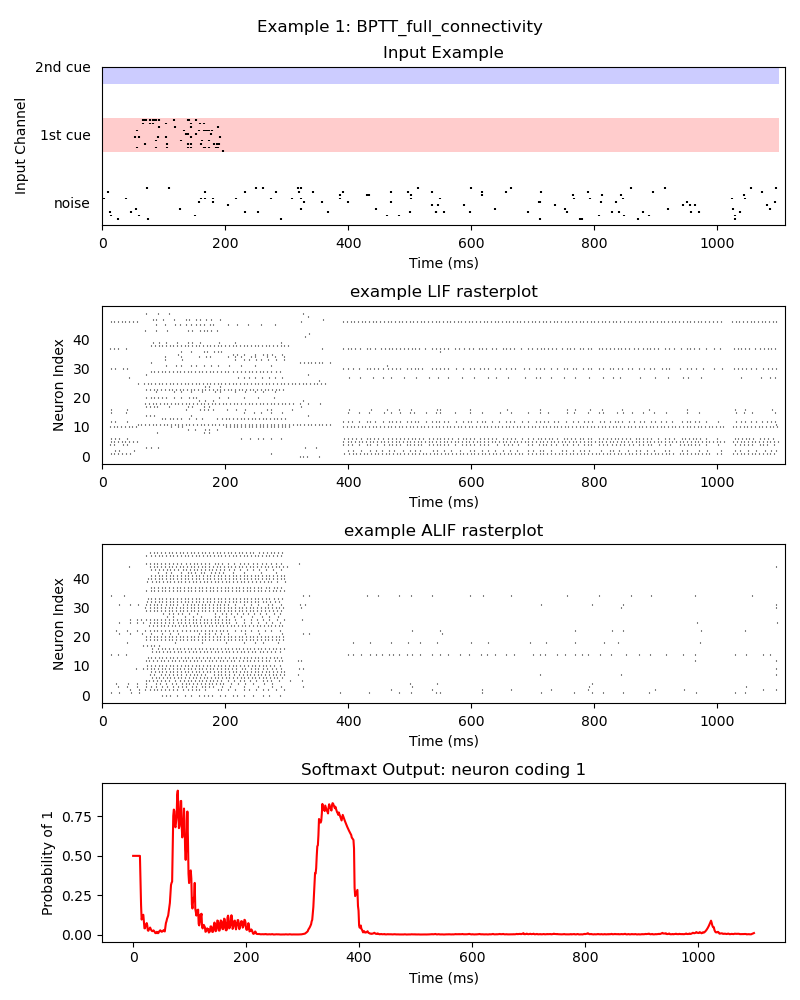 Example 1: BPTT_full_connectivity
Input Example
2nd cue
1st cue
noise
Input Channel
0 200 400 600 800 1000
Time (ms)
example LIF rasterplot
40
30
20
10
0
Neuron Index
0 200 400 600 800 1000
Time (ms)
example ALIF rasterplot
40
30
20
10
0
Neuron Index
0 200 400 600 800 1000
Time (ms)
Softmaxt Output: neuron coding 1
0.75
0.50
0.25
0.00
Probability of 1
0 200 400 600 800 1000
Time (ms)